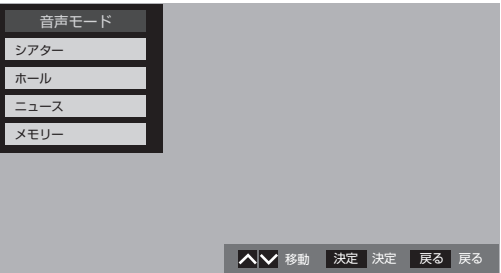 音声モード
シアター
ホール
ニュース
メモリー
移動 決定 決定 戻る 戻る